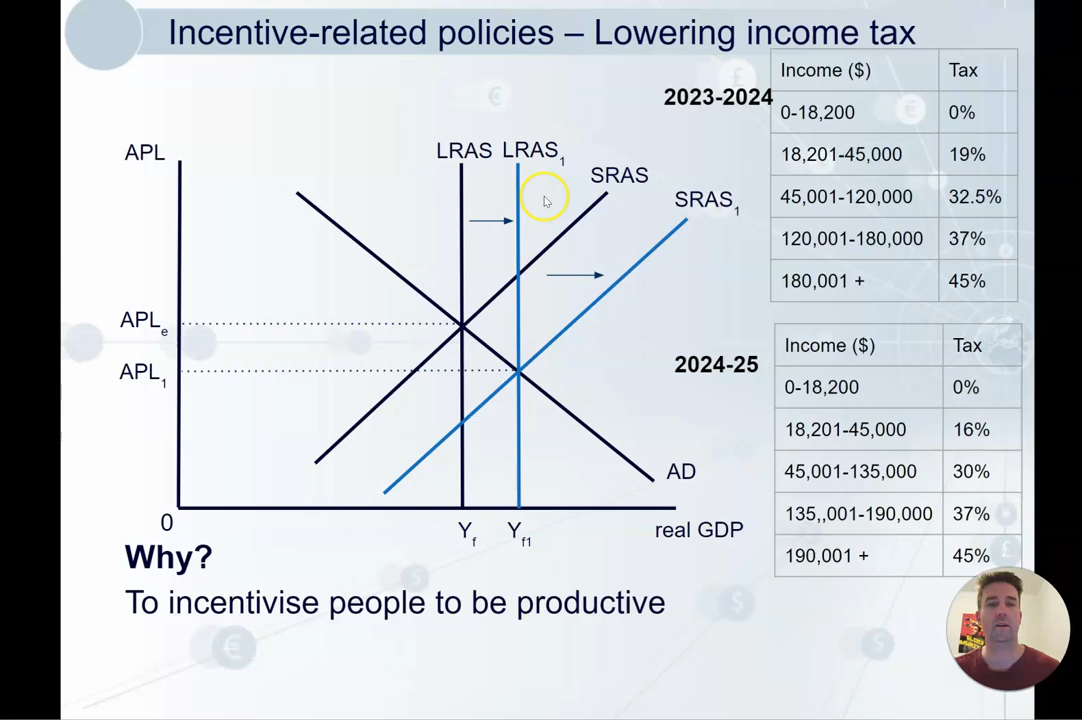 Incentive-related policies – Lowering income tax
2023-2024
Income ($) Tax
0-18,200 0%
18,201-45,000 19%
45,001-120,000 32.5%
120,001-180,000 37%
180,001 + 45%
APL
LRAS LRAS1
SRAS
SRAS1
APLe
APL1
AD
0
Yf Yf1 real GDP
2024-25
Income ($) Tax
0-18,200 0%
18,201-45,000 16%
45,001-135,000 30%
135,,001-190,000 37%
190,001 + 45%
Why?
To incentivise people to be productive